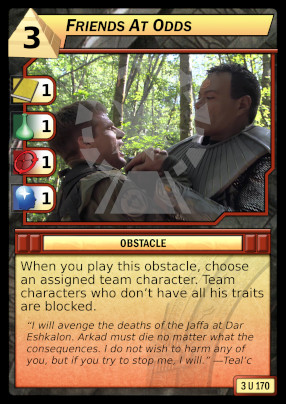 3
FRIENDS AT ODDS
1
1
1
1
OBSTACLE
When you play this obstacle, choose
an assigned team character. Team
characters who don't have all his traits
are blocked.
"I will avenge the deaths of the Jaffa at Dar
Eshkalon. Arkad must die no matter what the
consequences. I do not wish to harm any of
you, but if you try to stop me, I will." —Teal'c
3 U 170